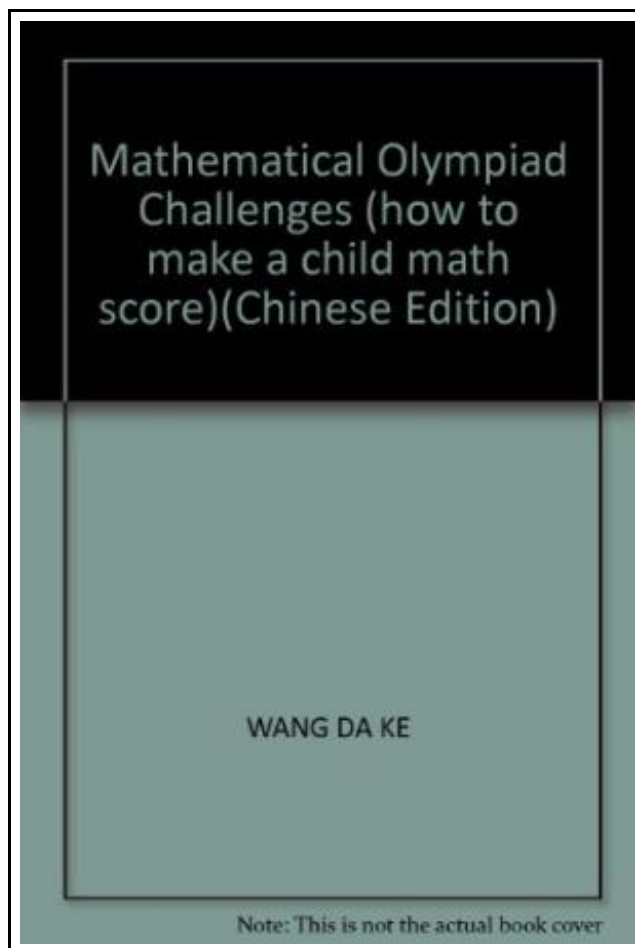 Mathematical Olympiad
Challenges (how to
make a child math
score)(Chinese Edition)
WANG DA KE
Note: This is not the actual book cover